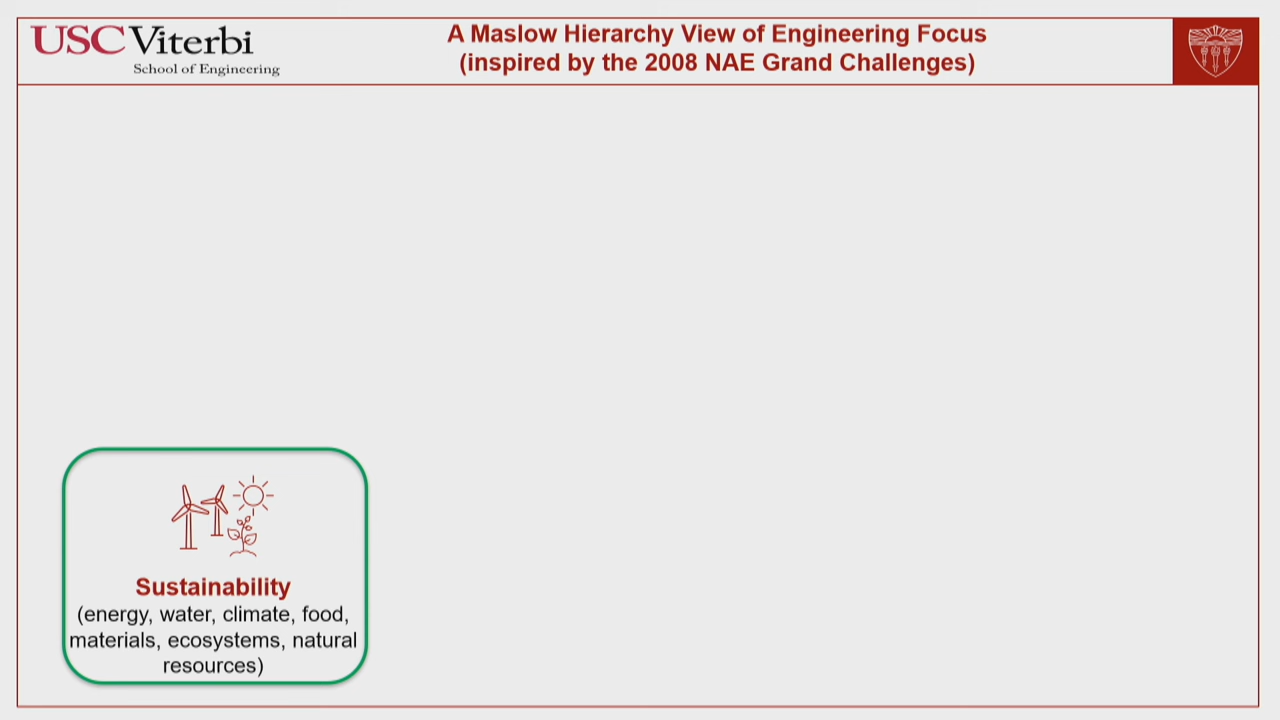 USC Viterbi
School of Engineering
A Maslow Hierarchy View of Engineering Focus
(inspired by the 2008 NAE Grand Challenges)
Sustainability
(energy, water, climate, food,
materials, ecosystems, natural
resources)